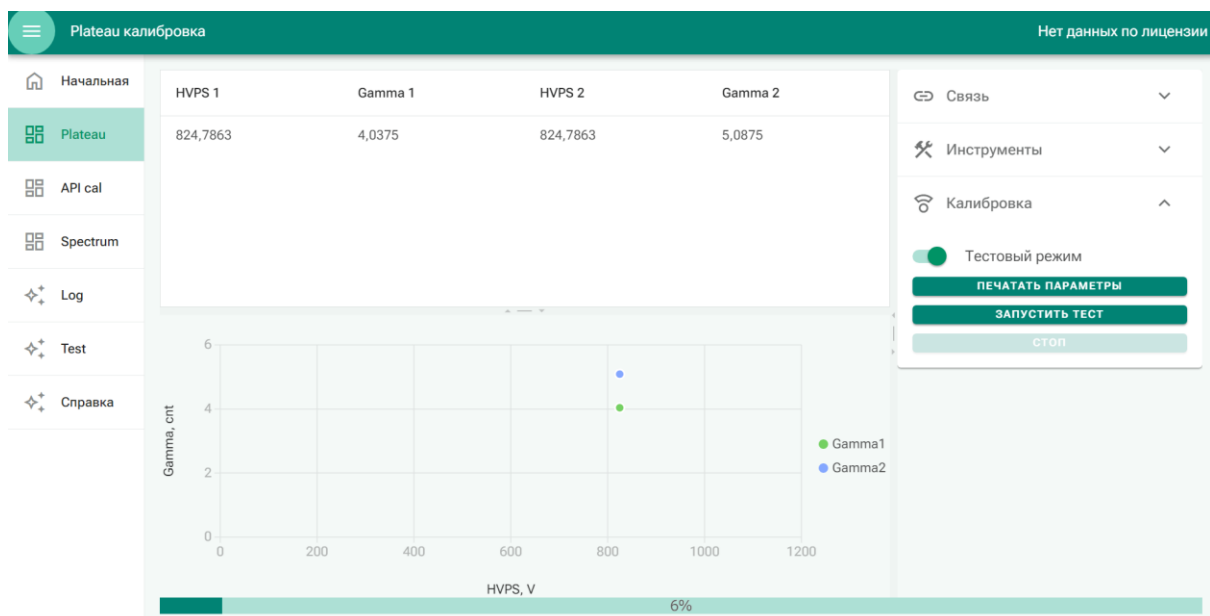 Plateau калибровка
Нет данных по лицензии
Начальная
Plateau
API cal
Spectrum
Log
Test
Справка
HVPS 1 Gamma 1 HVPS 2 Gamma 2
824,7863 4,0375 824,7863 5,0875
Связь
Инструменты
Калибровка
Тестовый режим
ПЕЧАТАТЬ ПАРАМЕТРЫ
ЗАПУСТИТЬ ТЕСТ
СТОП
Gamma, cnt
6
4
2
0
0 200 400 600 800 1000 1200
HVPS, V
Gamma1
Gamma2
6%